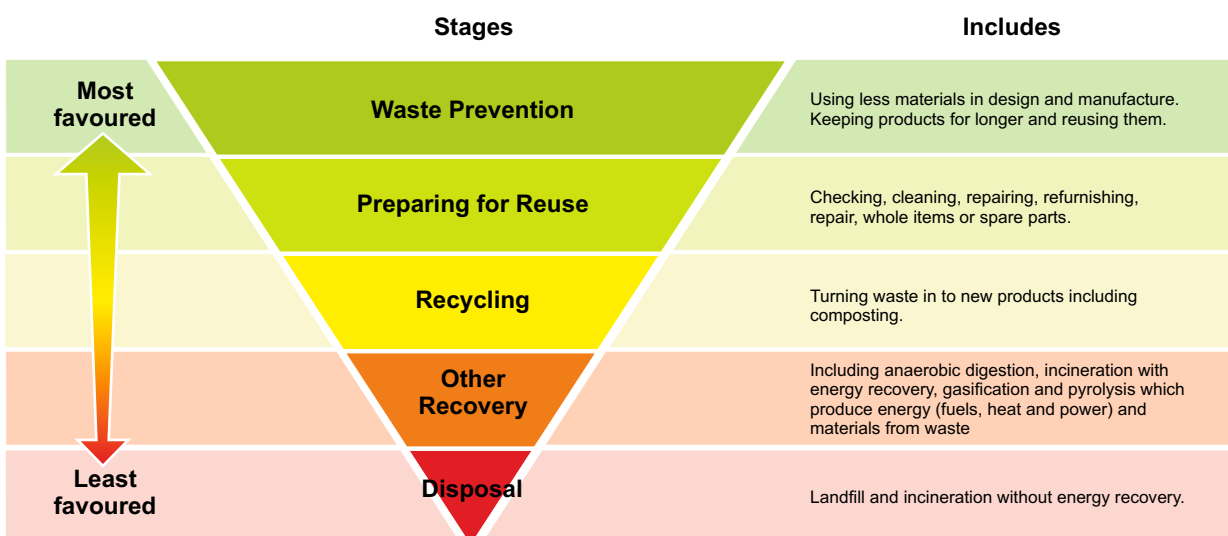 Stages
Includes
Most
favoured
Waste Prevention
Using less materials in design and manufacture.
Keeping products for longer and reusing them.
Preparing for Reuse
Checking, cleaning, repairing, refurnishing,
repair, whole items or spare parts.
Recycling
Turning waste in to new products including
composting.
Other
Recovery
Including anaerobic digestion, incineration with
energy recovery, gasification and pyrolysis which
produce energy (fuels, heat and power) and
materials from waste
Least
favoured
Disposal
Landfill and incineration without energy recovery.